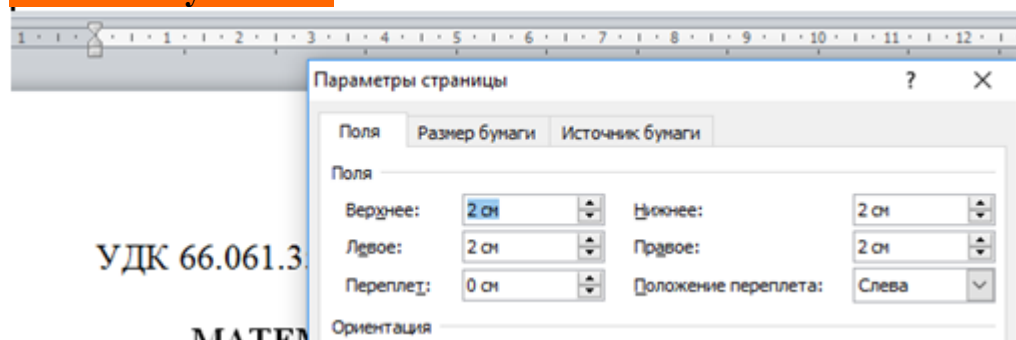 1 1 2 3 4 5 6 7 8 9 10 11 12
Параметры страницы ? ×
Поля Размер бумаги Источник бумаги
Поля
Верхнее: 2 см Нижнее: 2 см
Левое: 2 см Правое: 2 см
УДК 66.061.3
Переплет: 0 см Положение переплета: Слева
Ориентация
МАТЕМ